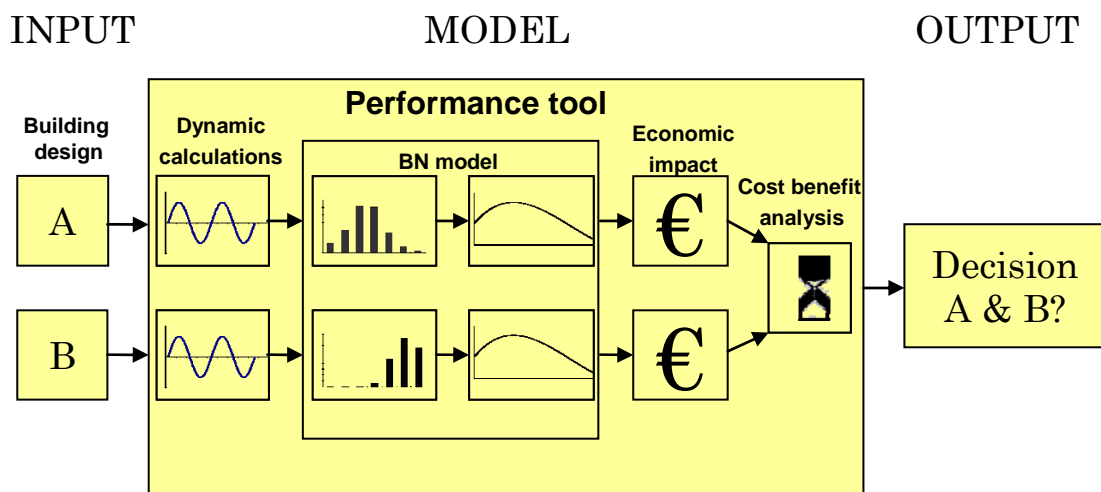 INPUT
MODEL
OUTPUT
Performance tool
Building
design
Dynamic
calculations
BN model
Economic
impact
Cost benefit
analysis
A
€
Decision
A & B?
B
€